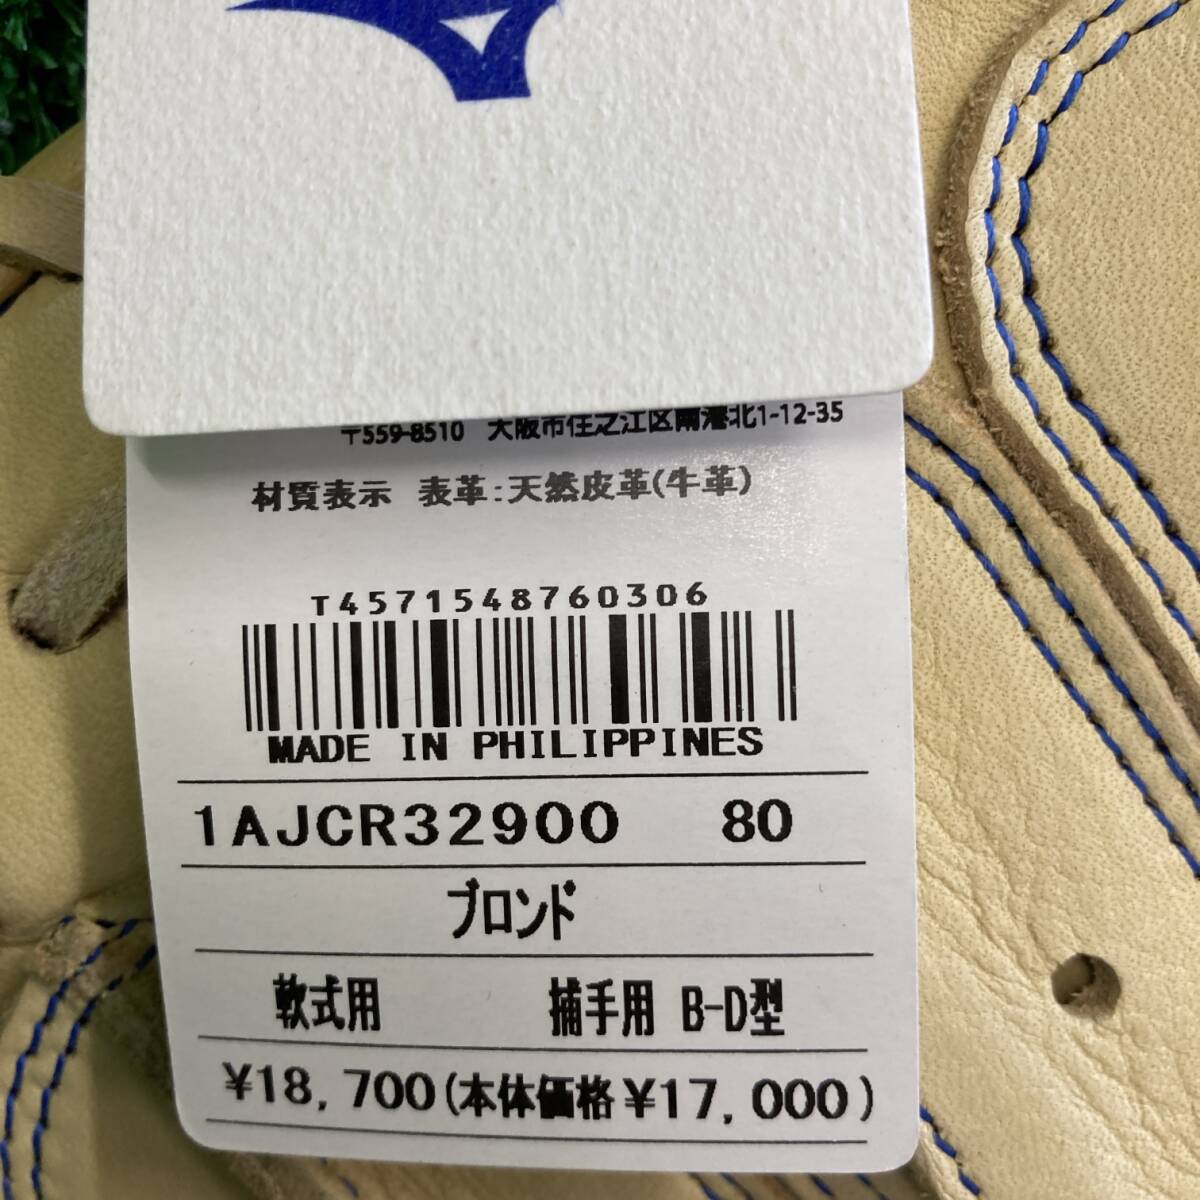 〒559-8510 大阪市住之江区南港北1-12-35
材質表示 表革:天然皮革(牛革)
T4571548760306
MADE IN PHILIPPINES
1AJCR32900 80
ブロンド
軟式用 捕手用 B-D型
¥18,700(本体価格¥17,000)